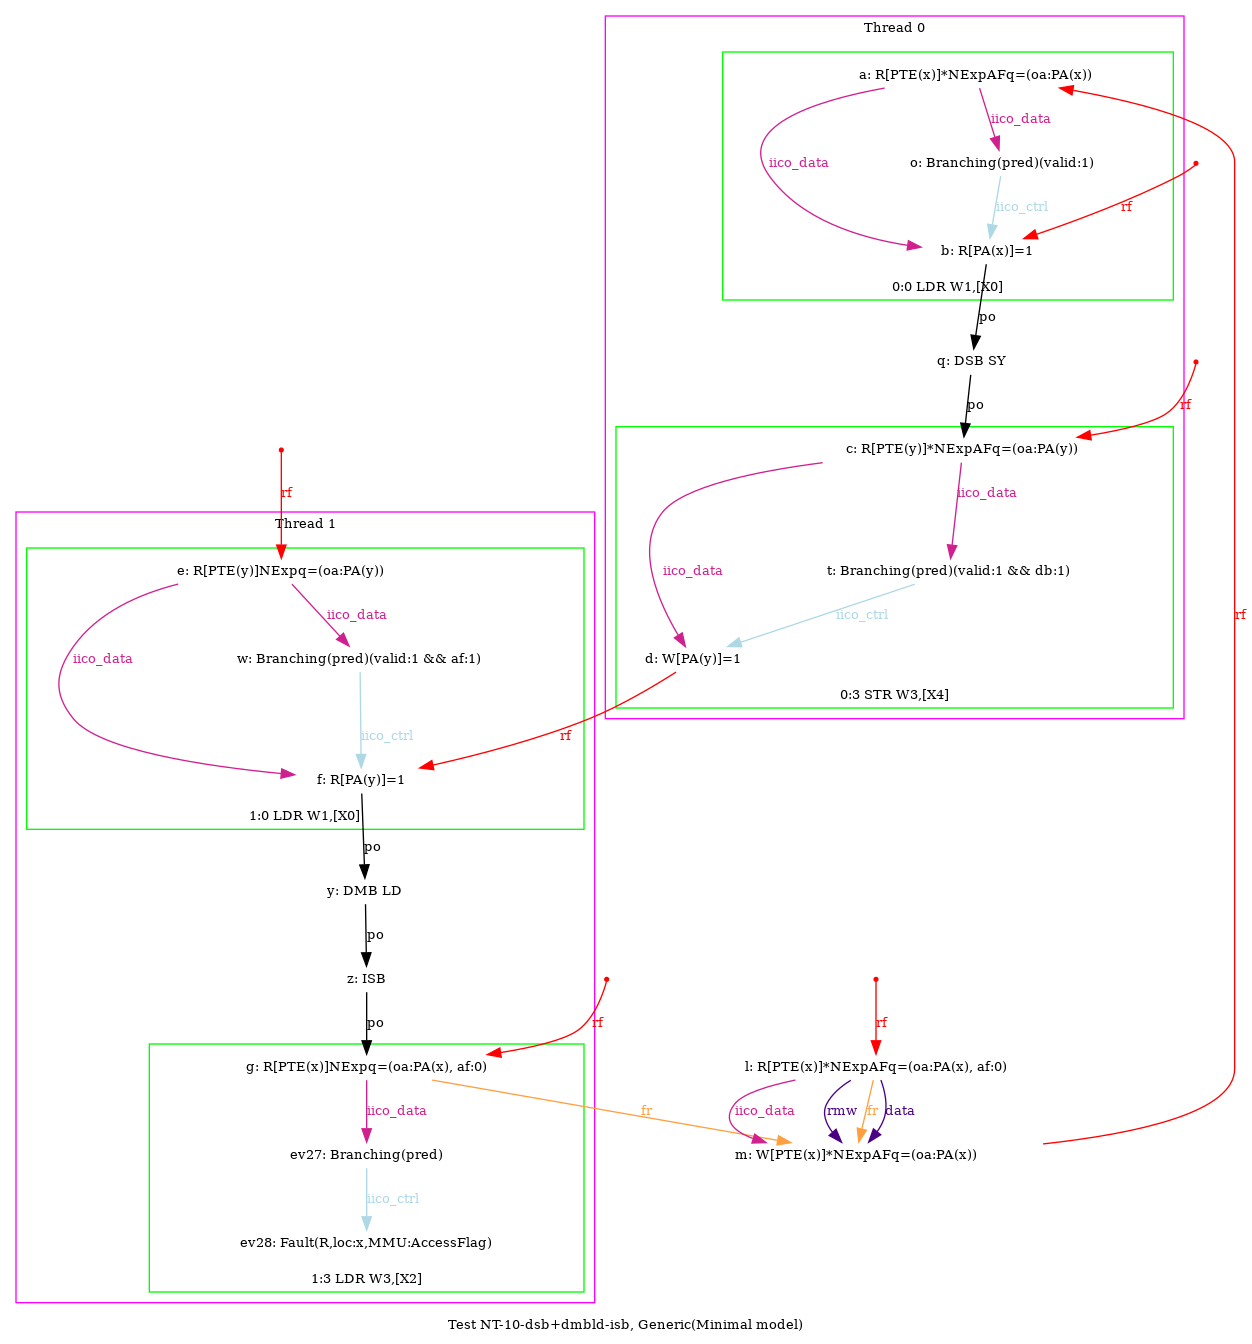 Thread 0
a: R[PTE(x)]*NExpAFq=(oa:PA(x))
iico_data
iico_data
o: Branching(pred)(valid:1)
iico_ctrl
rf
b: R[PA(x)]=1
0:0 LDR W1,[X0]
po
q: DSB SY
po
rf
c: R[PTE(y)]*NExpAFq=(oa:PA(y))
iico_data
iico_data
t: Branching(pred)(valid:1 && db:1)
iico_ctrl
d: W[PA(y)]=1
0:3 STR W3,[X4]
rf
rf
Thread 1
e: R[PTE(y)]NExpq=(oa:PA(y))
iico_data
iico_data
w: Branching(pred)(valid:1 && af:1)
iico_ctrl
rf
f: R[PA(y)]=1
1:0 LDR W1,[X0]
po
y: DMB LD
po
z: ISB
po
rf
g: R[PTE(x)]NExpq=(oa:PA(x), af:0)
iico_data
fr
ev27: Branching(pred)
iico_ctrl
ev28: Fault(R,loc:x,MMU:AccessFlag)
1:3 LDR W3,[X2]
rf
l: R[PTE(x)]*NExpAFq=(oa:PA(x), af:0)
iico_data
rmw
fr
data
m: W[PTE(x)]*NExpAFq=(oa:PA(x))
Test NT-10-dsb+dmbld-isb, Generic(Minimal model)